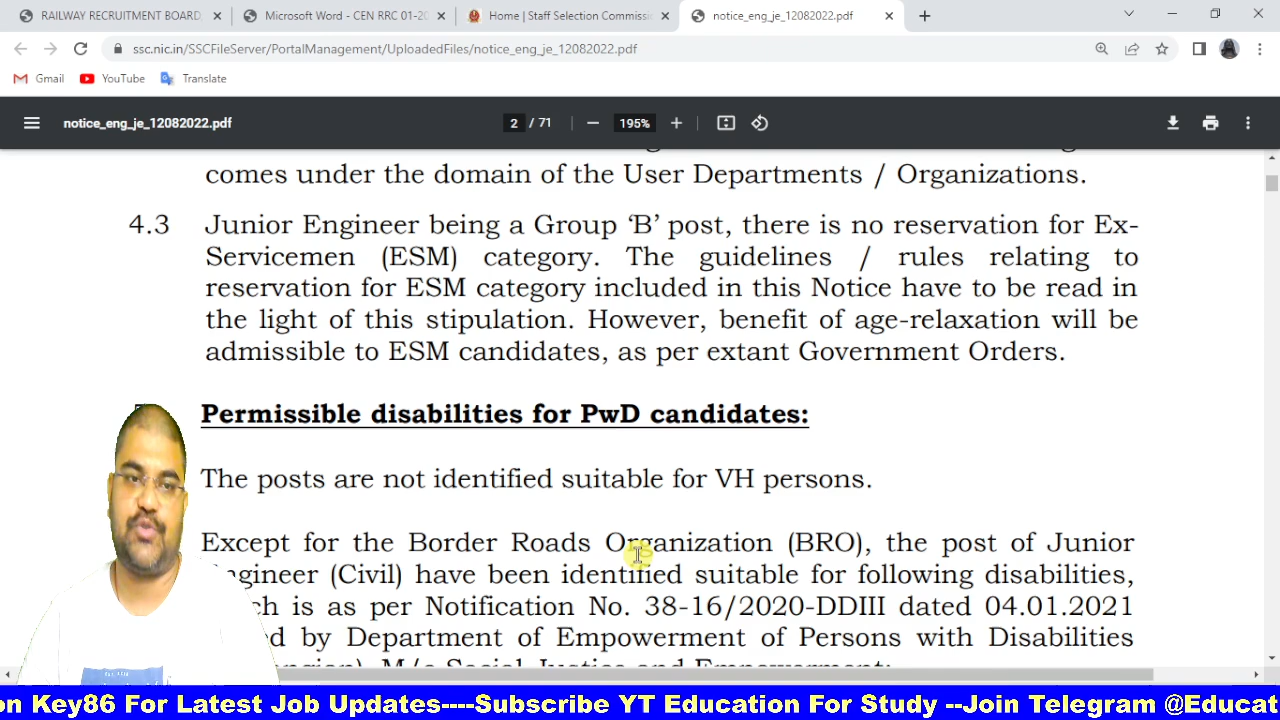 RAILWAY RECRUITMENT BOARD
Microsoft Word - CEN RRC 01-20
Home | Staff Selection Commissi
notice_eng_je_12082022.pdf
ssc.nic.in/SSCFileServer/PortalManagement/UploadedFiles/notice_eng_je_12082022.pdf
Gmail
YouTube
Translate
notice_eng_je_12082022.pdf
2 / 71
195%
comes under the domain of the User Departments / Organizations.
4.3 Junior Engineer being a Group ‘B’ post, there is no reservation for Ex-
Servicemen (ESM) category. The guidelines / rules relating to
reservation for ESM category included in this Notice have to be read in
the light of this stipulation. However, benefit of age-relaxation will be
admissible to ESM candidates, as per extant Government Orders.
Permissible disabilities for PwD candidates:
The posts are not identified suitable for VH persons.
Except for the Border Roads Organization (BRO), the post of Junior
gineer (Civil) have been identified suitable for following disabilities,
ch is as per Notification No. 38-16/2020-DDIII dated 04.01.2021
d by Department of Empowerment of Persons with Disabilities
M/o Social Justice and Empowerment:
on Key86 For Latest Job Updates----Subscribe YT Education For Study --Join Telegram @Educat